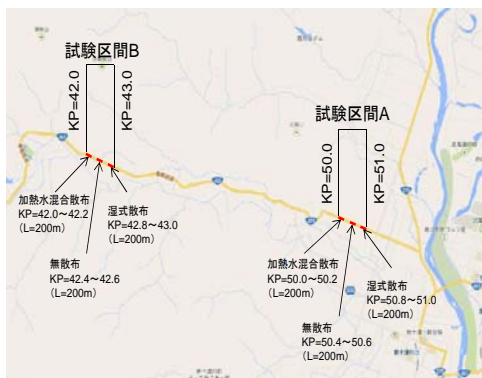 試験区間B
KP=42.0
KP=43.0
試験区間A
KP=50.0
KP=51.0
加熱水混合散布
KP=42.0～42.2
(L=200m)
湿式散布
KP=42.8～43.0
(L=200m)
無散布
KP=42.4～42.6
(L=200m)
加熱水混合散布
KP=50.0～50.2
(L=200m)
湿式散布
KP=50.8～51.0
(L=200m)
無散布
KP=50.4～50.6
(L=200m)